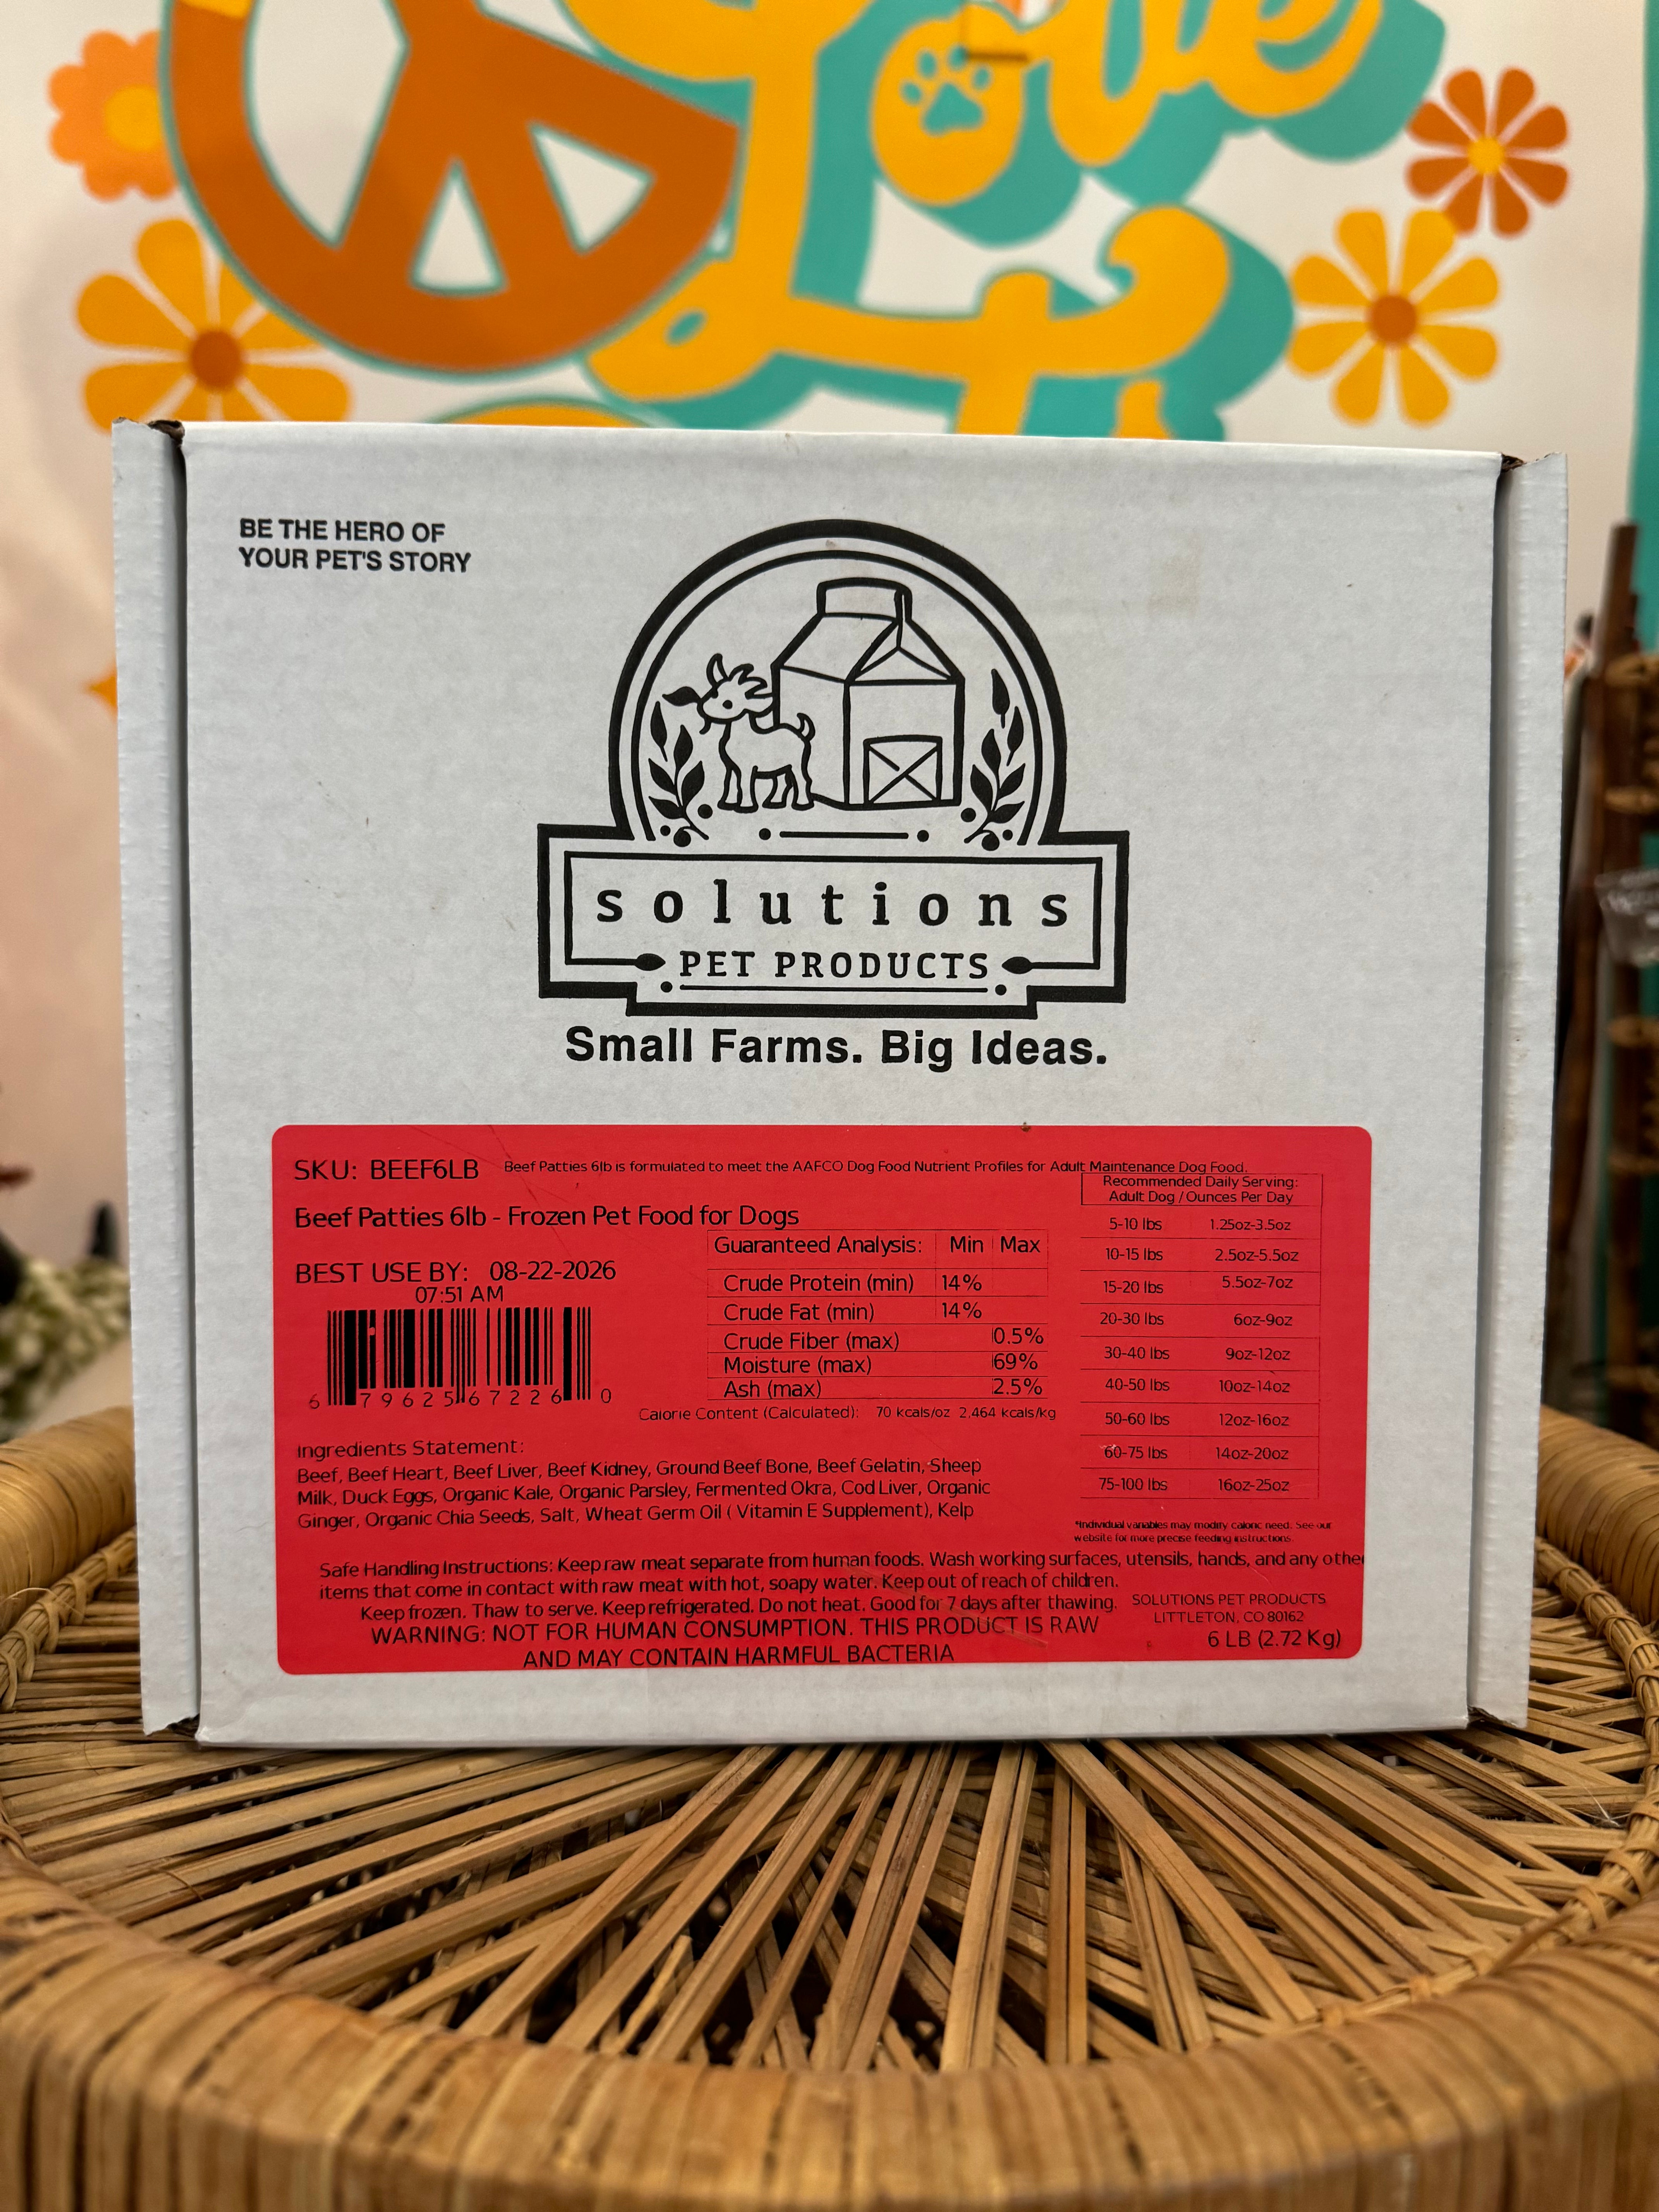 Love
BE THE HERO OF
YOUR PET'S STORY
solutions
PET PRODUCTS
Small Farms. Big Ideas.
SKU: BEEF6LB
Beef Patties 6lb is formulated to meet the AAFCO Dog Food Nutrient Profiles for Adult Maintenance Dog Food.
Beef Patties 6lb - Frozen Pet Food for Dogs
BEST USE BY: 08-22-2026
07:51 AM
6 79625 67226 0
Guaranteed Analysis: Min Max
Crude Protein (min) 14%
Crude Fat (min) 14%
Crude Fiber (max) 0.5%
Moisture (max) 69%
Ash (max) 2.5%
Calorie Content (Calculated): 70 kcals/oz 2,464 kcals/kg
Recommended Daily Serving:
Adult Dog / Ounces Per Day
5-10 lbs 1.25oz-3.5oz
10-15 lbs 2.5oz-5.5oz
15-20 lbs 5.5oz-7oz
20-30 lbs 6oz-9oz
30-40 lbs 9oz-12oz
40-50 lbs 10oz-14oz
50-60 lbs 12oz-16oz
60-75 lbs 14oz-20oz
75-100 lbs 16oz-25oz
*Individual variables may modify caloric need. See our
website for more precise feeding instructions.
Ingredients Statement:
Beef, Beef Heart, Beef Liver, Beef Kidney, Ground Beef Bone, Beef Gelatin, Sheep
Milk, Duck Eggs, Organic Kale, Organic Parsley, Fermented Okra, Cod Liver, Organic
Ginger, Organic Chia Seeds, Salt, Wheat Germ Oil ( Vitamin E Supplement), Kelp
Safe Handling Instructions: Keep raw meat separate from human foods. Wash working surfaces, utensils, hands, and any other
items that come in contact with raw meat with hot, soapy water. Keep out of reach of children.
Keep frozen. Thaw to serve. Keep refrigerated. Do not heat. Good for 7 days after thawing.
WARNING: NOT FOR HUMAN CONSUMPTION. THIS PRODUCT IS RAW
AND MAY CONTAIN HARMFUL BACTERIA
SOLUTIONS PET PRODUCTS
LITTLETON, CO 80162
6 LB (2.72 Kg)